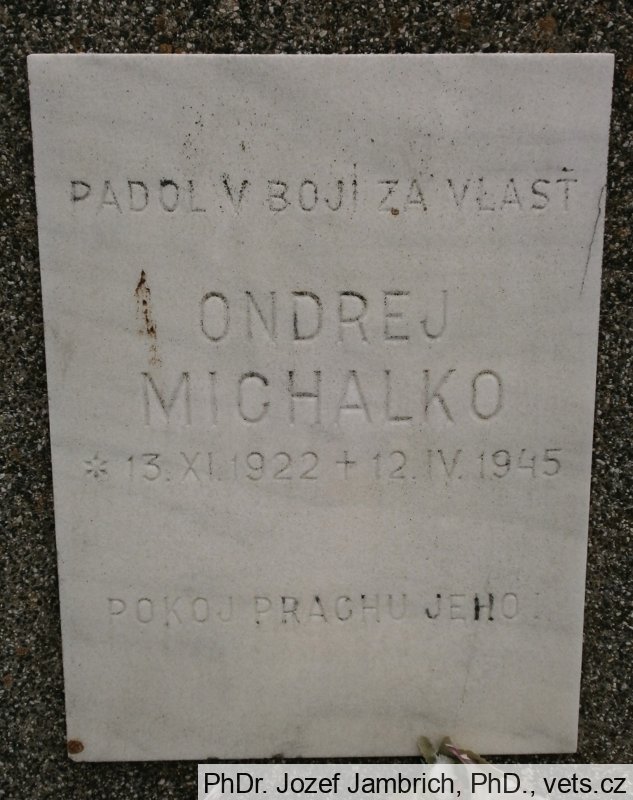 PADOL V BOJI ZA VLASŤ
ONDREJ
MICHALKO
* 13. XI. 1922 + 12. IV. 1945
POKOJ PRACHU JEHO!
PhDr. Jozef Jambrich, PhD., vets.cz